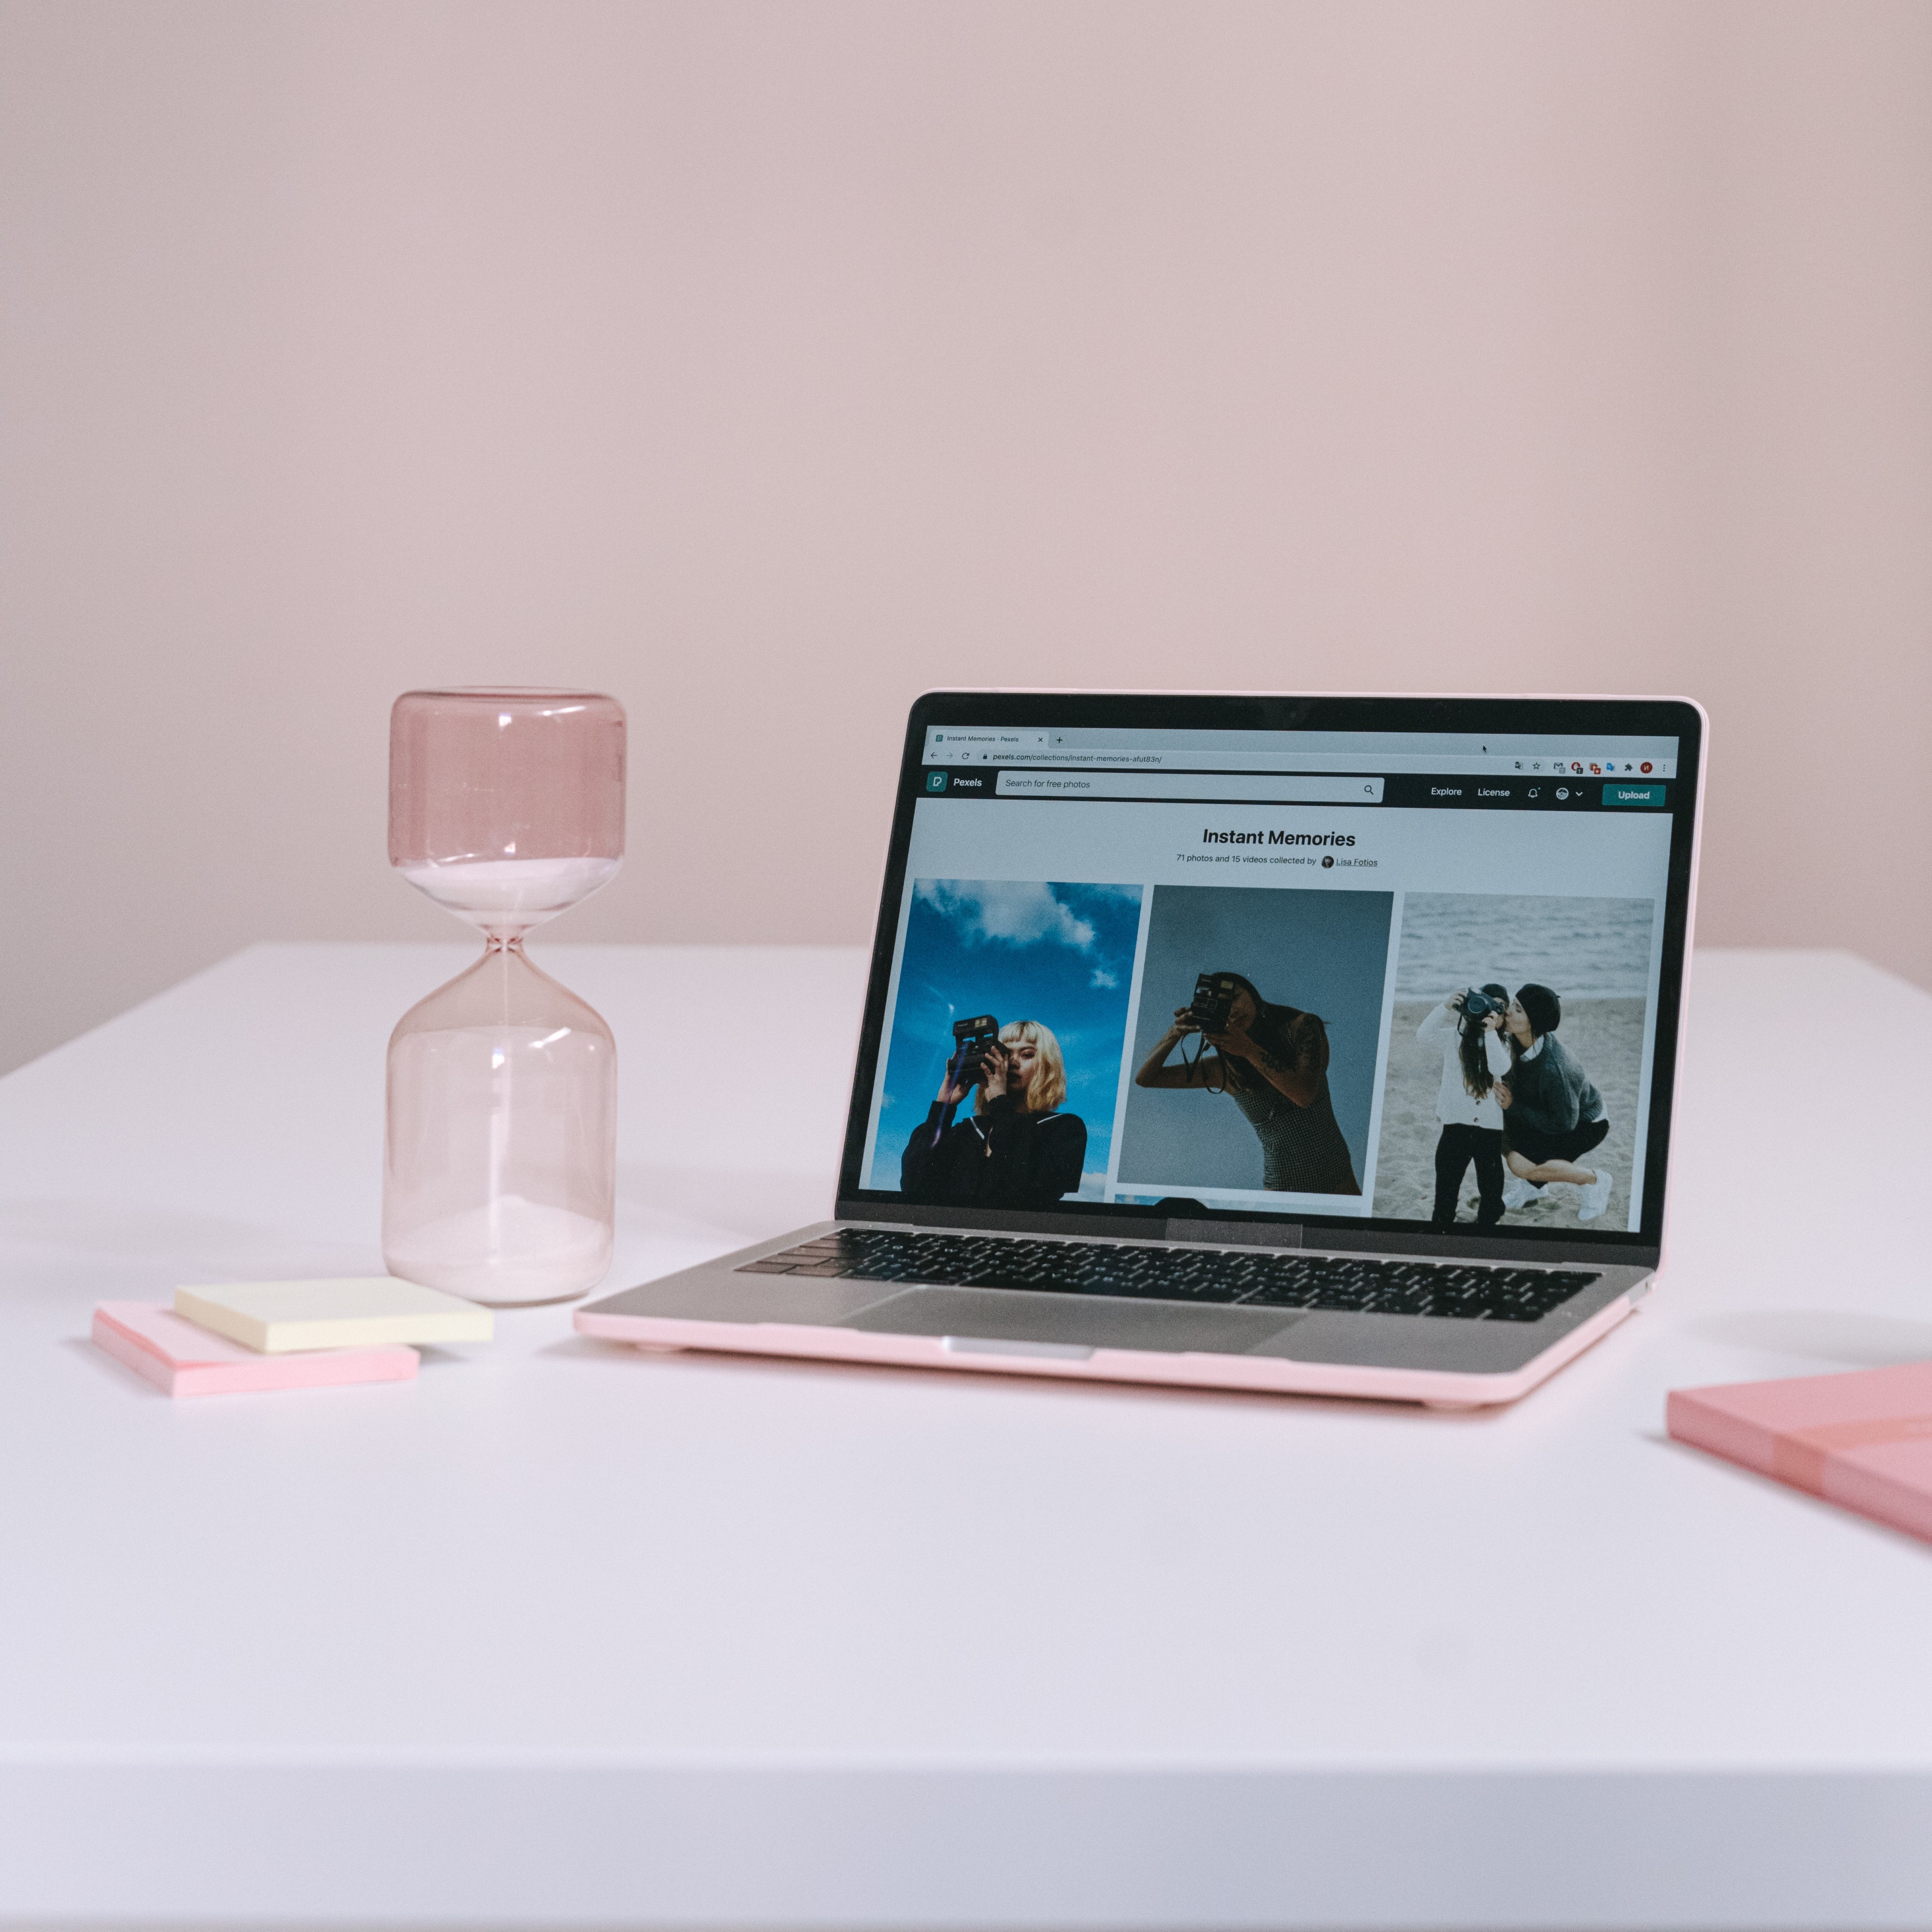 Instant Memories - Pexels
pexels.com/collections/instant-memories-afut83n/
Pexels
Search for free photos
Explore
License
Upload
Instant Memories
71 photos and 15 videos collected by Lisa Fotios